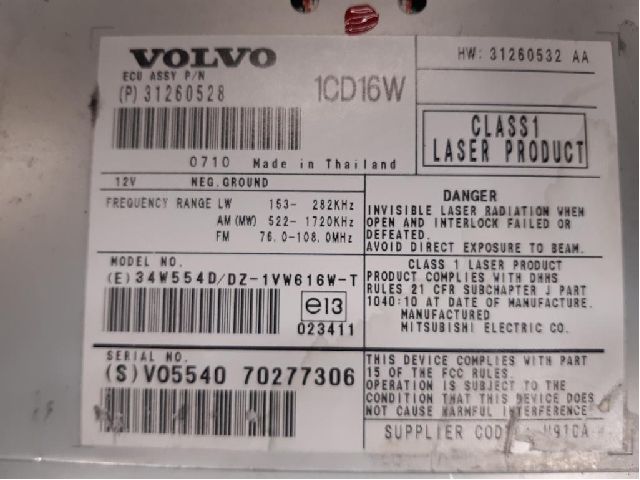 VOLVO
ECU ASSY P/N
(P) 31260528
1CD16W
HW: 31260532 AA
CLASS1
LASER PRODUCT
0710 Made in Thailand
12V NEG.GROUND
FREQUENCY RANGE LW 153- 282KHz
AM (MW) 522- 1720KHz
FM 76.0-108.0MHz
DANGER
INVISIBLE LASER RADIATION WHEN
OPEN AND INTERLOCK FAILED OR
DEFEATED.
AVOID DIRECT EXPOSURE TO BEAM.
MODEL NO.
(E)34W554D/DZ-1VW616W-T
e13
023411
CLASS 1 LASER PRODUCT
PRODUCT COMPLIES WITH DHHS
RULES 21 CFR SUBCHAPTER J PART
1040:10 AT DATE OF MANUFACTURE.
MANUFACTURED
MITSUBISHI ELECTRIC CO.
SERIAL NO.
(S)VO5540 70277306
THIS DEVICE COMPLIES WITH PART
15 OF THE FCC RULES.
OPERATION IS SUBJECT TO THE
CONDITION THAT THIS DEVICE DOES
NOT CAUSE HARMFUL INTERFERENCE
SUPPLIER